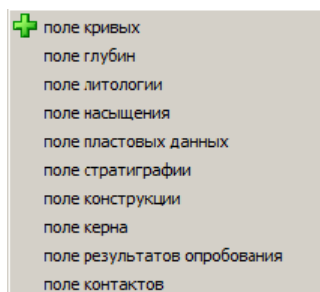 поле кривых
поле глубин
поле литологии
поле насыщения
поле пластовых данных
поле стратиграфии
поле конструкции
поле керна
поле результатов опробования
поле контактов